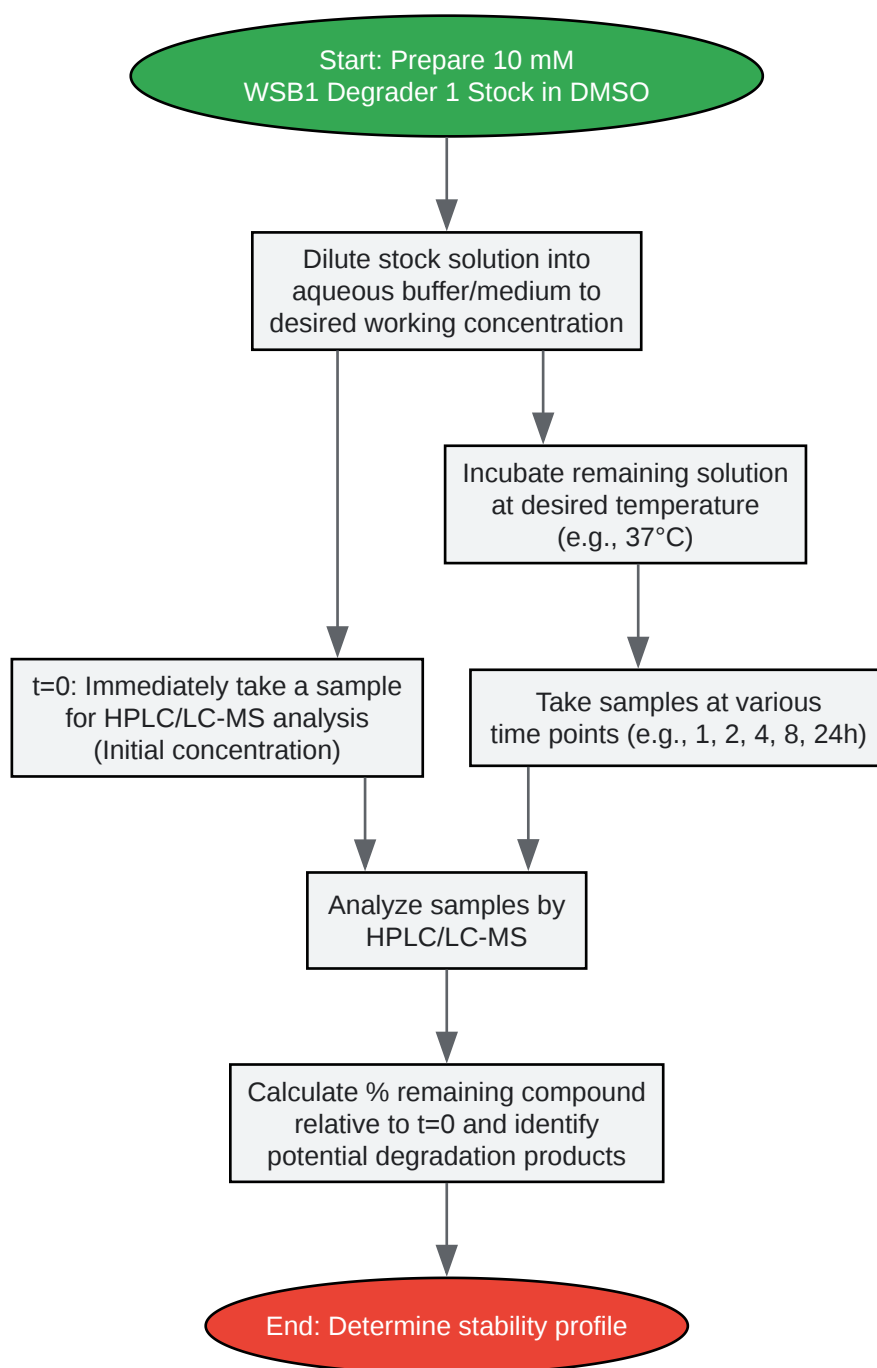 Start: Prepare 10 mM
WSB1 Degrader 1 Stock in DMSO
Dilute stock solution into
aqueous buffer/medium to
desired working concentration
Incubate remaining solution
at desired temperature
(e.g., 37°C)
t=0: Immediately take a sample
for HPLC/LC-MS analysis
(Initial concentration)
Take samples at various
time points (e.g., 1, 2, 4, 8, 24h)
Analyze samples by
HPLC/LC-MS
Calculate % remaining compound
relative to t=0 and identify
potential degradation products
End: Determine stability profile